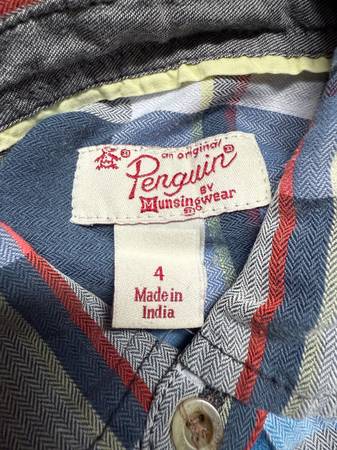 an original
Penguin
BY
Munsingwear
4
Made in
India